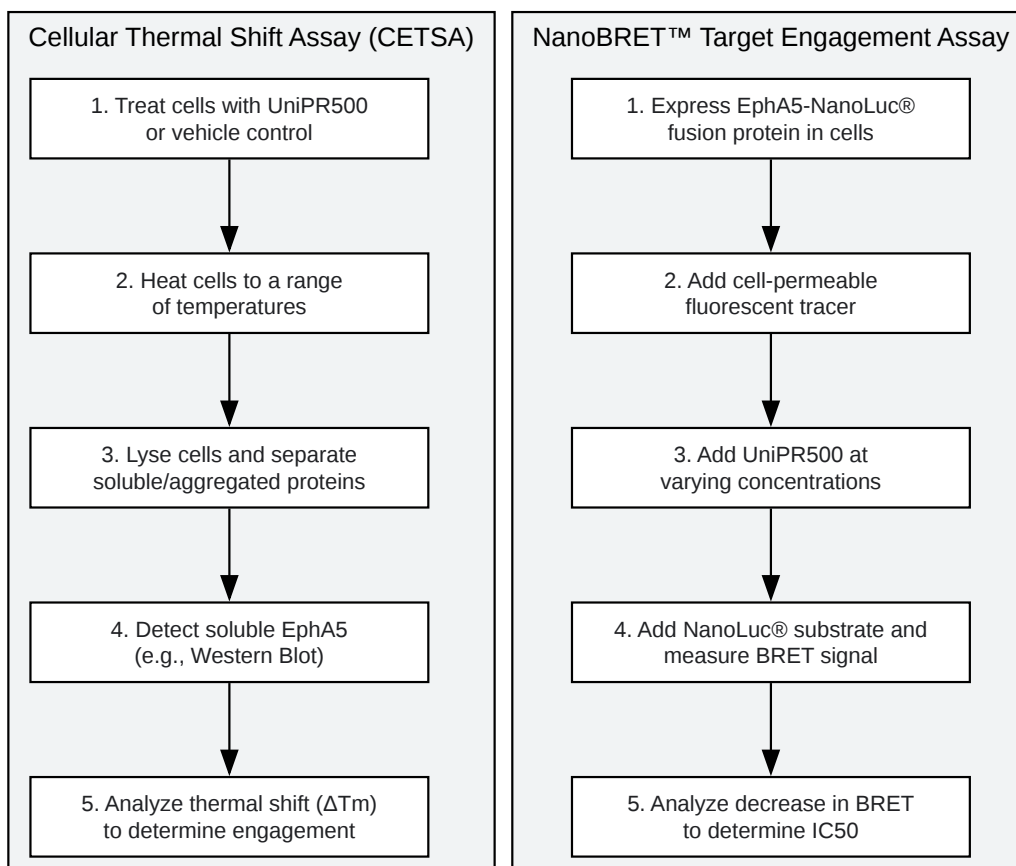 Cellular Thermal Shift Assay (CETSA)
1. Treat cells with UniPR500
or vehicle control
2. Heat cells to a range
of temperatures
3. Lyse cells and separate
soluble/aggregated proteins
4. Detect soluble EphA5
(e.g., Western Blot)
5. Analyze thermal shift (ΔTm)
to determine engagement
NanoBRET™ Target Engagement Assay
1. Express EphA5-NanoLuc®
fusion protein in cells
2. Add cell-permeable
fluorescent tracer
3. Add UniPR500 at
varying concentrations
4. Add NanoLuc® substrate and
measure BRET signal
5. Analyze decrease in BRET
to determine IC50